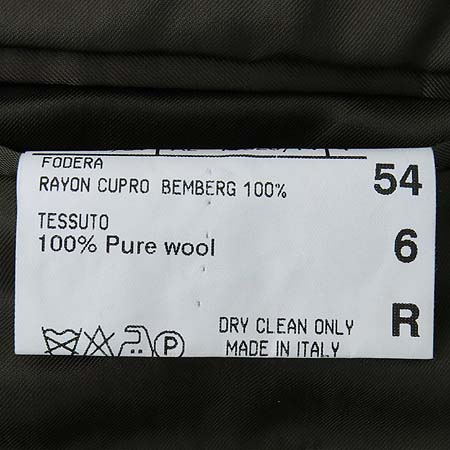 FODERA
RAYON CUPRO BEMBERG 100% 54
TESSUTO
100% Pure wool 6
DRY CLEAN ONLY R
P MADE IN ITALY